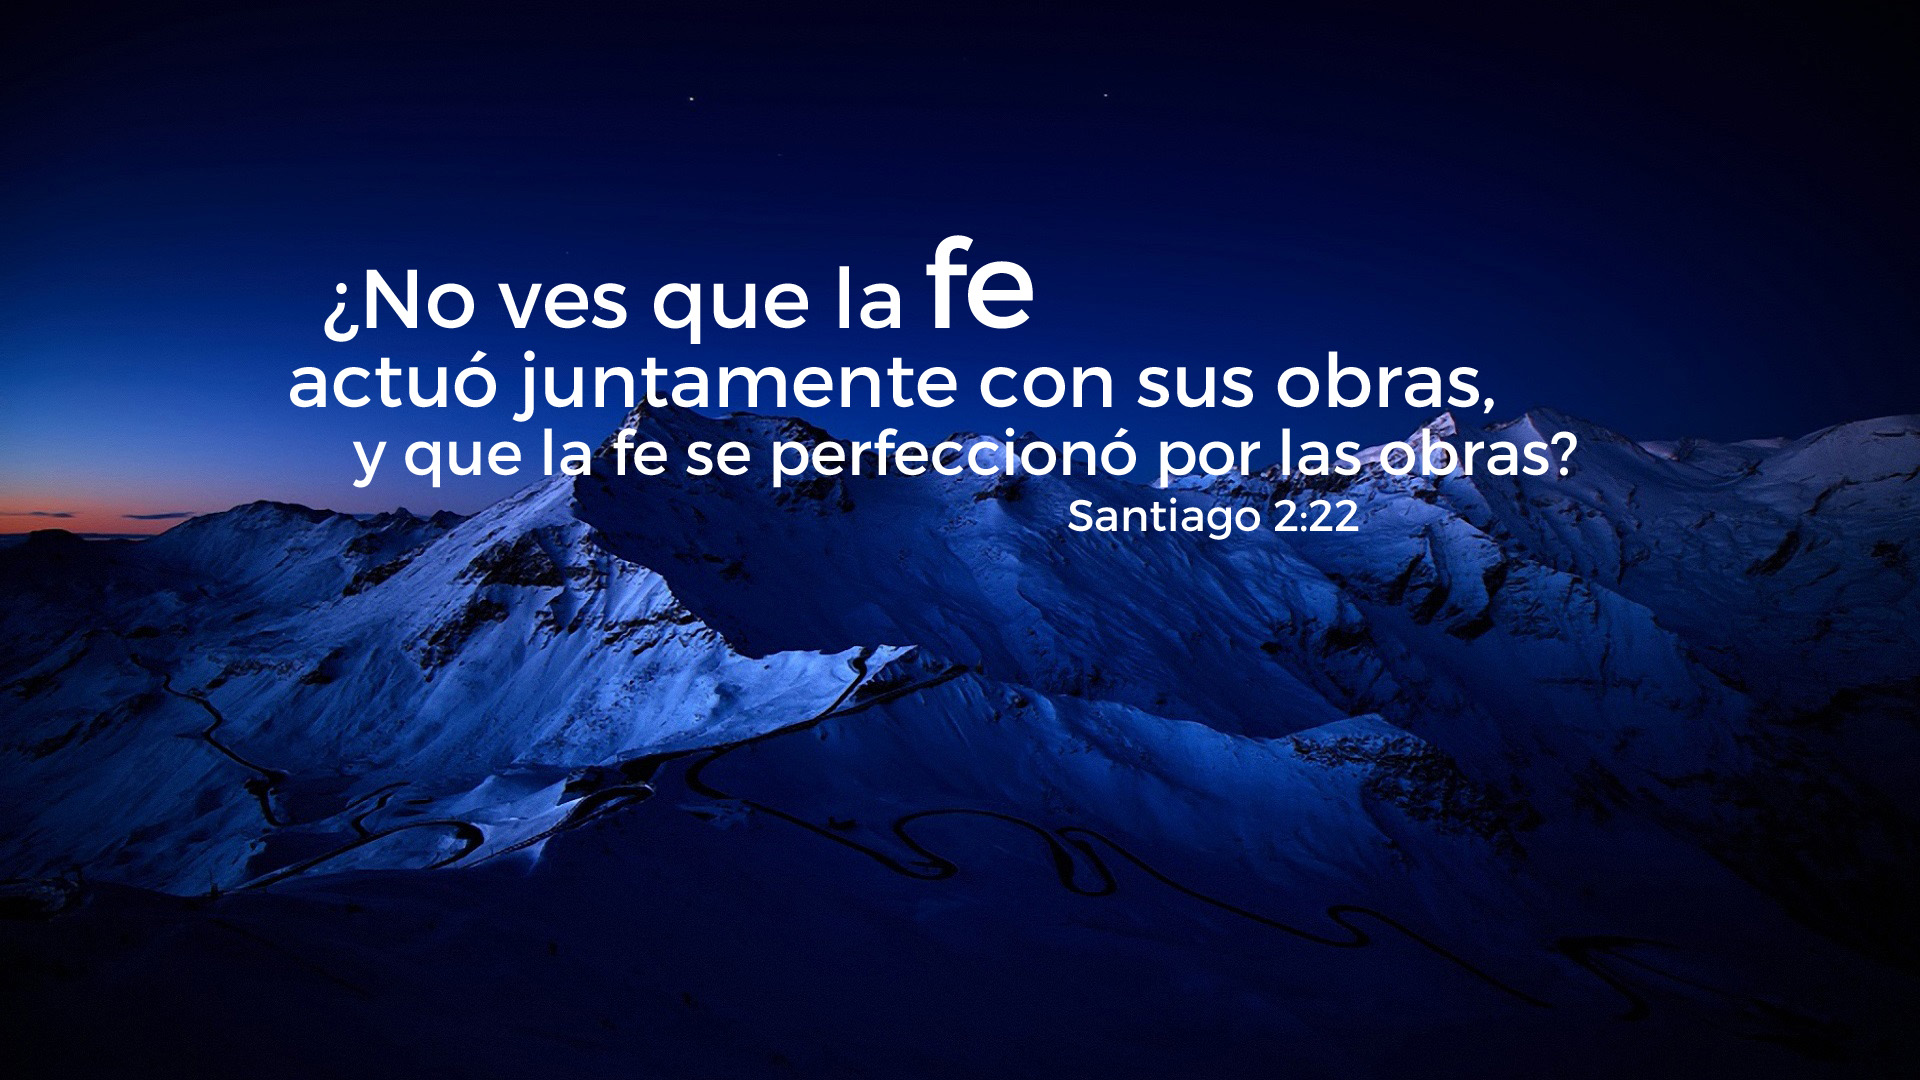 ¿No ves que la fe
actuó juntamente con sus obras,
y que la fe se perfeccionó por las obras?
Santiago 2:22